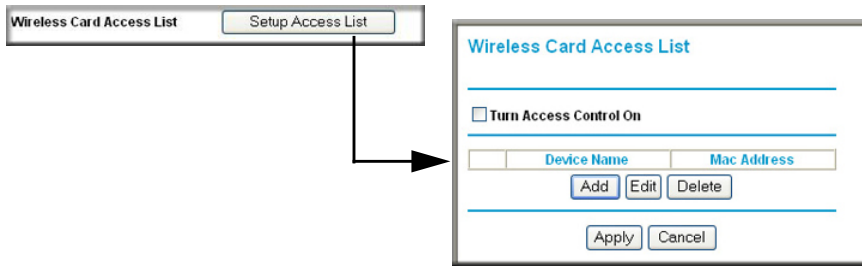 Wireless Card Access List Setup Access List
Wireless Card Access List
Turn Access Control On
Device Name Mac Address
Add Edit Delete
Apply Cancel